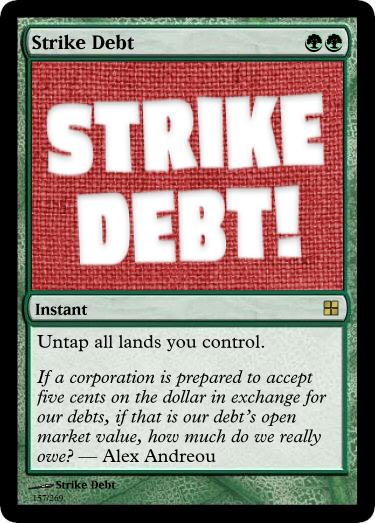 Strike Debt
STRIKE
DEBT!
Instant
Untap all lands you control.
If a corporation is prepared to accept
five cents on the dollar in exchange for
our debts, if that is our debt's open
market value, how much do we really
owe? — Alex Andreou
Strike Debt
157/269